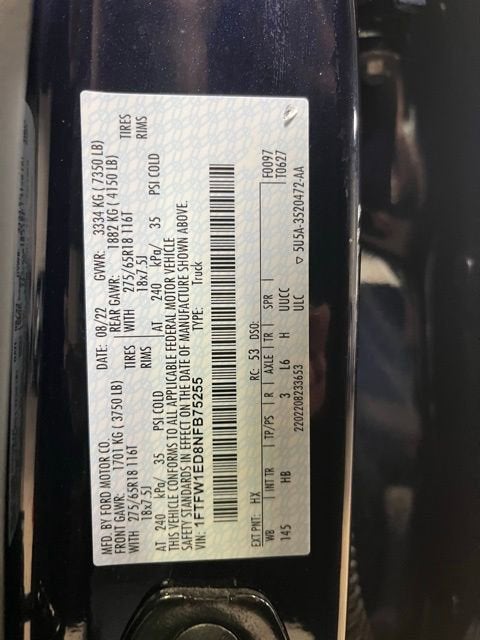 MFD. BY FORD MOTOR CO. DATE: 08/22 GVWR: 3334 KG ( 7350 LB)
FRONT GAWR: 1701 KG ( 3750 LB) REAR GAWR: 1882 KG ( 4150 LB)
WITH 275/65R18 116T TIRES WITH 275/65R18 116T TIRES
18x7.5J RIMS 18x7.5J RIMS
AT 240 kPa/ 35 PSI COLD AT 240 kPa/ 35 PSI COLD
THIS VEHICLE CONFORMS TO ALL APPLICABLE FEDERAL MOTOR VEHICLE
SAFETY STANDARDS IN EFFECT ON THE DATE OF MANUFACTURE SHOWN ABOVE.
VIN: 1FTFW1ED8NFB75255 TYPE: Truck
F0097
T0627
EXT PNT: HX RC: 53 DSO:
WB INT TR TP/PS R AXLE TR SPR
145 HB 3 L6 H UUCC
2202208233653 ULC
▽ 5U5A-3520472-AA